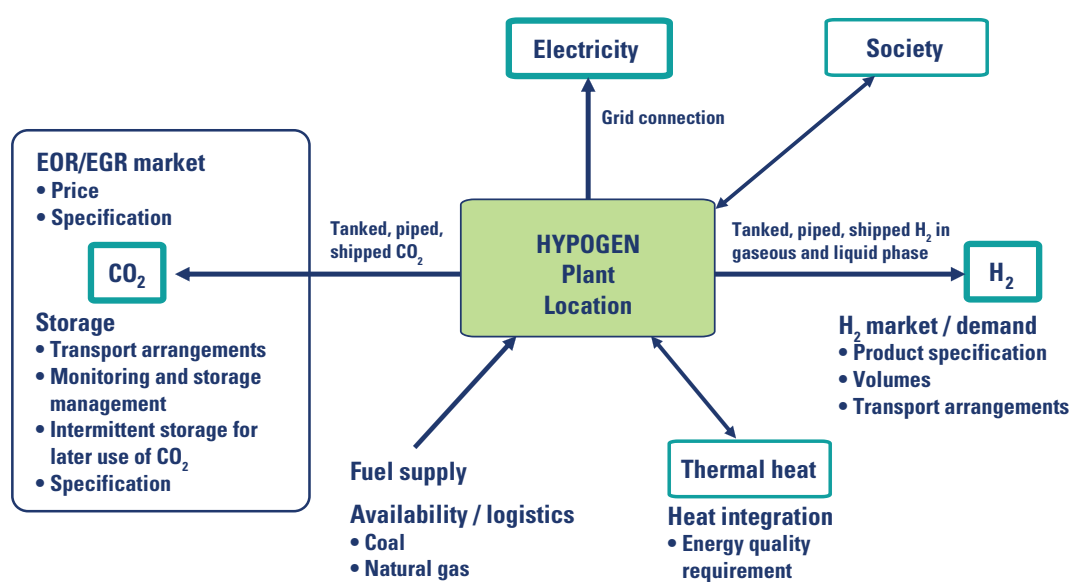 Electricity
Society
Grid connection
EOR/EGR market
• Price
• Specification
CO₂
Storage
• Transport arrangements
• Monitoring and storage
management
• Intermittent storage for
later use of CO₂
• Specification
Tanked, piped,
shipped CO₂
HYPOGEN
Plant
Location
Tanked, piped, shipped H₂ in
gaseous and liquid phase
H₂
H₂ market / demand
• Product specification
• Volumes
• Transport arrangements
Fuel supply
Availability / logistics
• Coal
• Natural gas
Thermal heat
Heat integration
• Energy quality
requirement